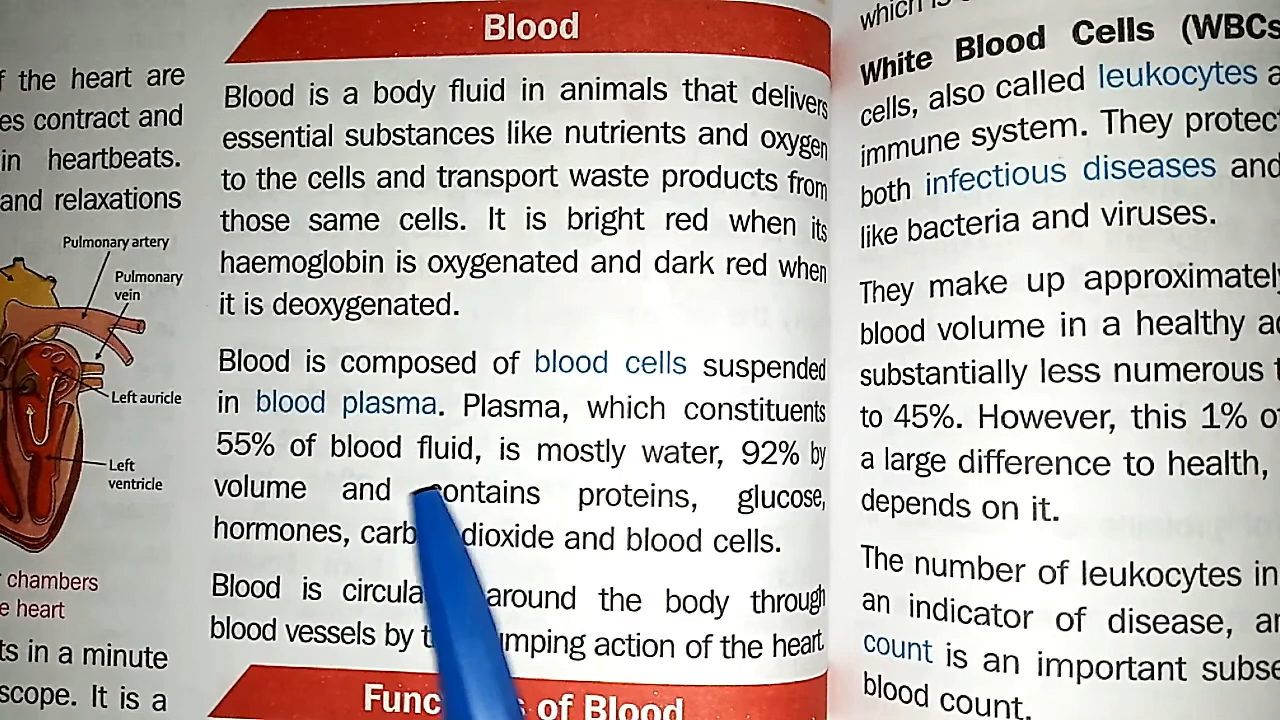 f the heart are
es contract and
in heartbeats.
and relaxations
Pulmonary artery
Pulmonary
vein
Left auricle
Left
ventricle
chambers
e heart
ts in a minute
scope. It is a
Blood
Blood is a body fluid in animals that delivers
essential substances like nutrients and oxygen
to the cells and transport waste products from
those same cells. It is bright red when its
haemoglobin is oxygenated and dark red when
it is deoxygenated.
Blood is composed of blood cells suspended
in blood plasma. Plasma, which constituents
55% of blood fluid, is mostly water, 92% by
volume and contains proteins, glucose,
hormones, carb dioxide and blood cells.
Blood is circula around the body through
blood vessels by t umping action of the heart.
Func s of Blood
which is
White Blood Cells (WBCs
cells, also called leukocytes a
immune system. They protec
both infectious diseases and
like bacteria and viruses.
They make up approximatel
blood volume in a healthy a
substantially less numerous t
to 45%. However, this 1% o
a large difference to health,
depends on it.
The number of leukocytes in
an indicator of disease, a
count is an important subse
blood count.